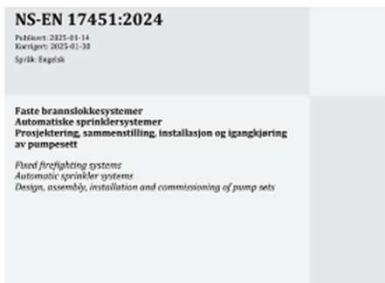 NS-EN 17451:2024
Publisert: 2025-01-14
Korrigert: 2025-01-30
Språk: Engelsk
Faste brannslokkesystemer
Automatiske sprinklersystemer
Prosjektering, sammenstilling, installasjon og igangkjøring
av pumpesett
Fixed firefighting systems
Automatic sprinkler systems
Design, assembly, installation and commissioning of pump sets